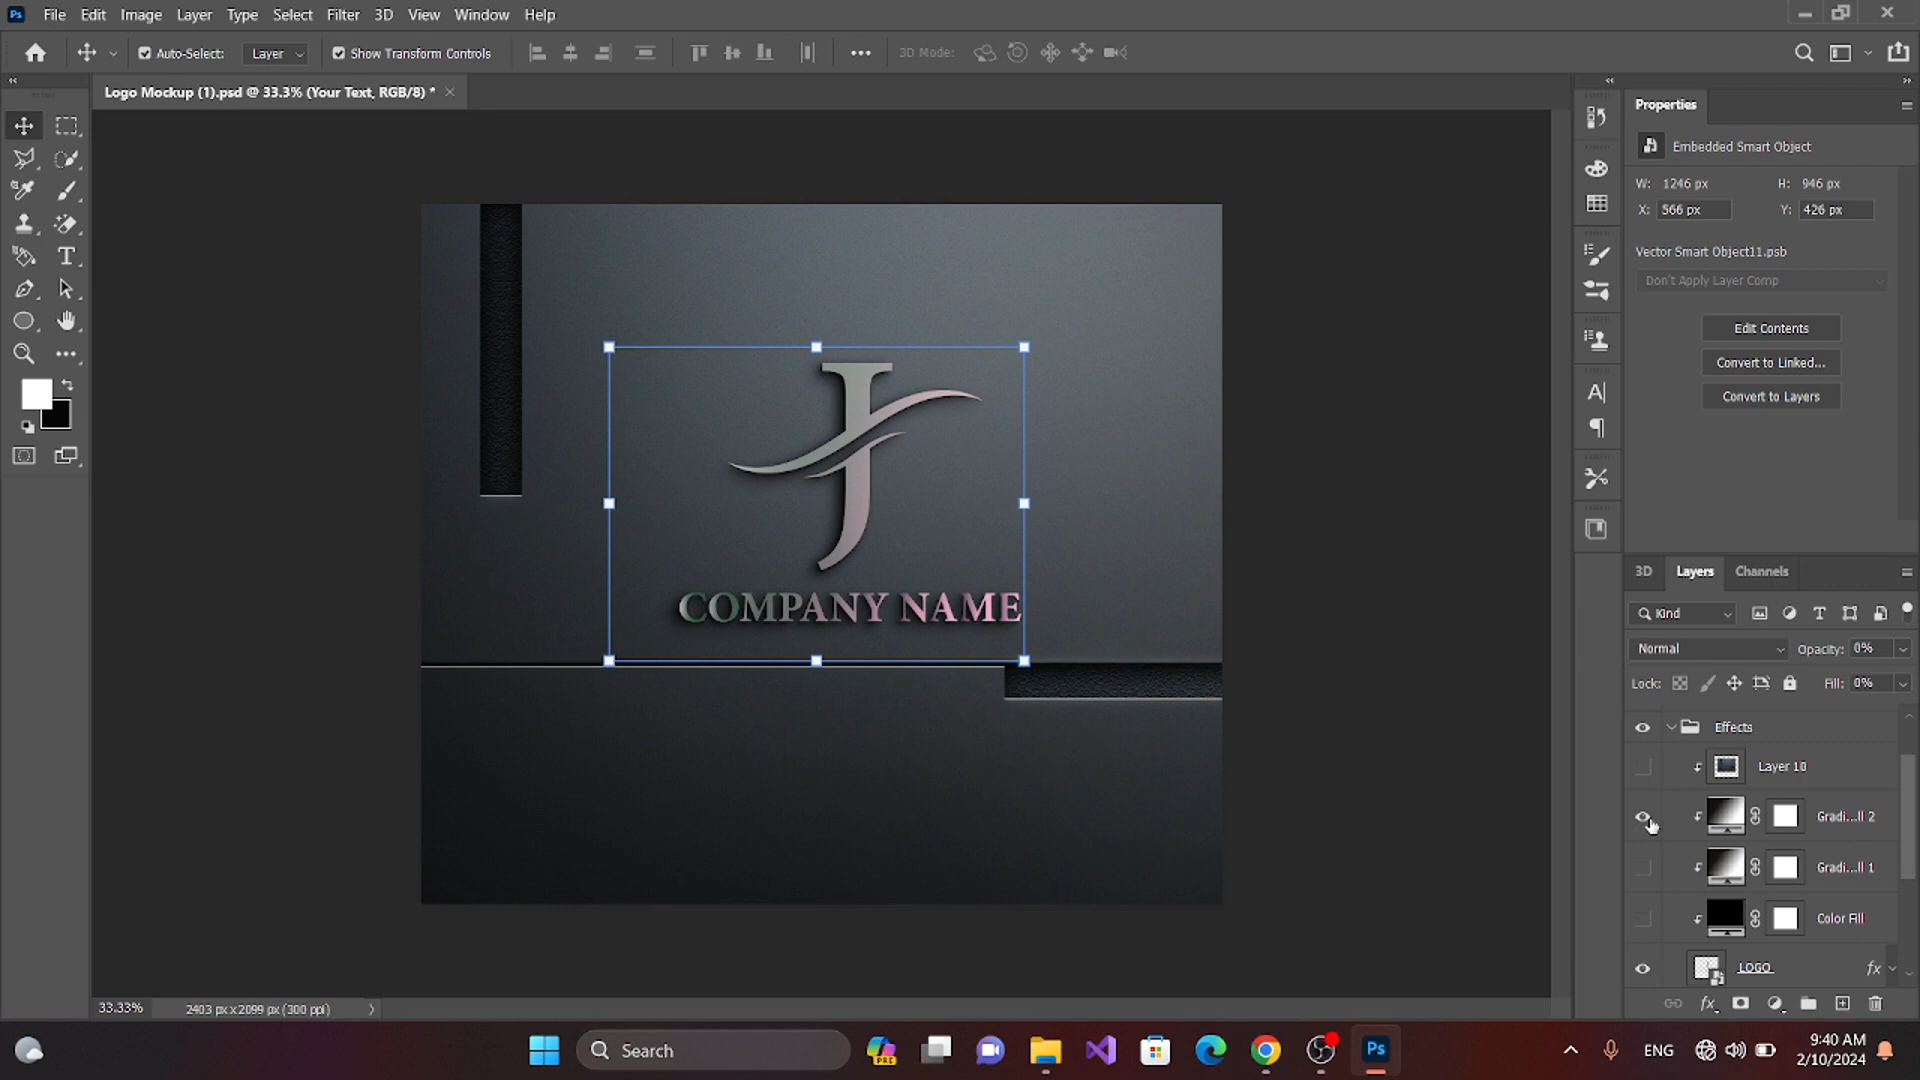 Ps File Edit Image Layer Type Select Filter 3D View Window Help
Auto-Select: Layer Show Transform Controls 3D Mode:
Logo Mockup (1).psd @ 33.3% (Your Text, RGB/8) *
Properties
Embedded Smart Object
W: 1246 px H: 946 px
X: 566 px Y: 426 px
Vector Smart Object11.psb
Don't Apply Layer Comp
Edit Contents
Convert to Linked...
Convert to Layers
J
COMPANY NAME
3D Layers Channels
Kind
Normal Opacity: 0%
Lock: Fill: 0%
Effects
Layer 10
Gradi...ll 2
Gradi...ll 1
Color Fill
LOGO fx
fx
33.33% 2403 px x 2099 px (300 ppi)
Search PRE Ps ENG 9:40 AM
2/10/2024